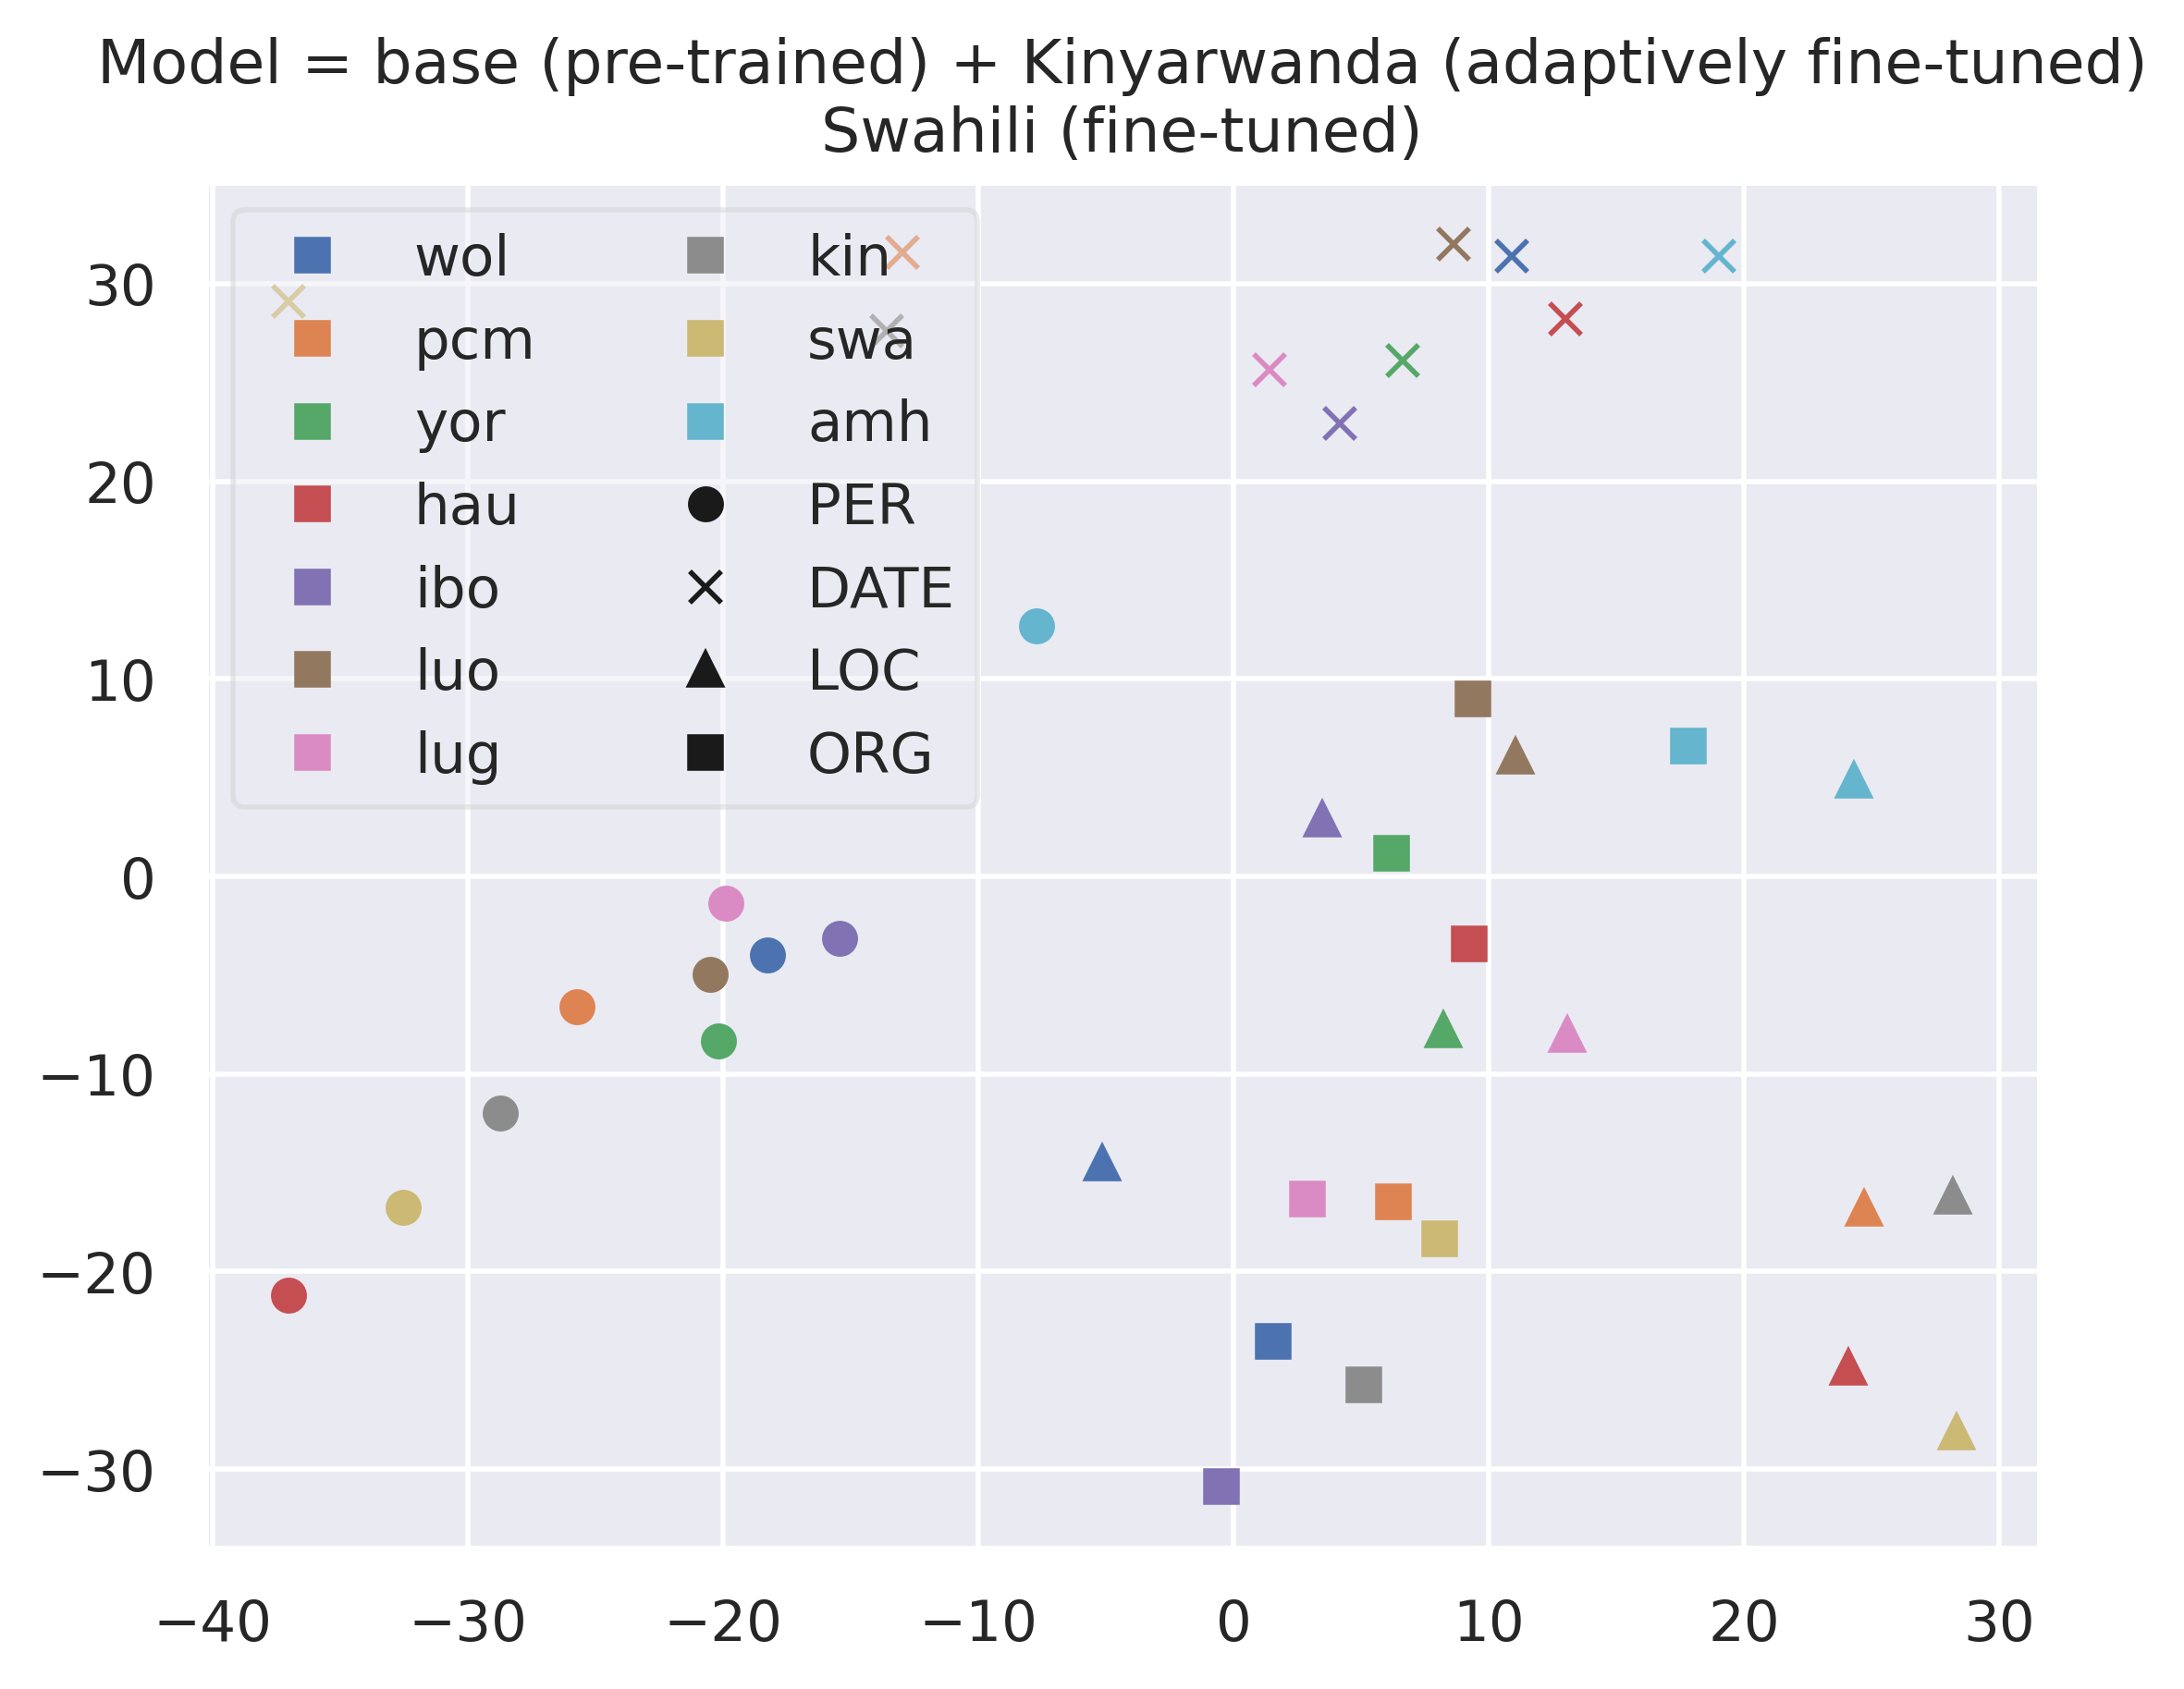 Model = base (pre-trained) + Kinyarwanda (adaptively fine-tuned)
Swahili (fine-tuned)
wol
pcm
yor
hau
ibo
luo
lug
kin
swa
amh
PER
DATE
LOC
ORG
30
20
10
0
−10
−20
−30
−40 −30 −20 −10 0 10 20 30